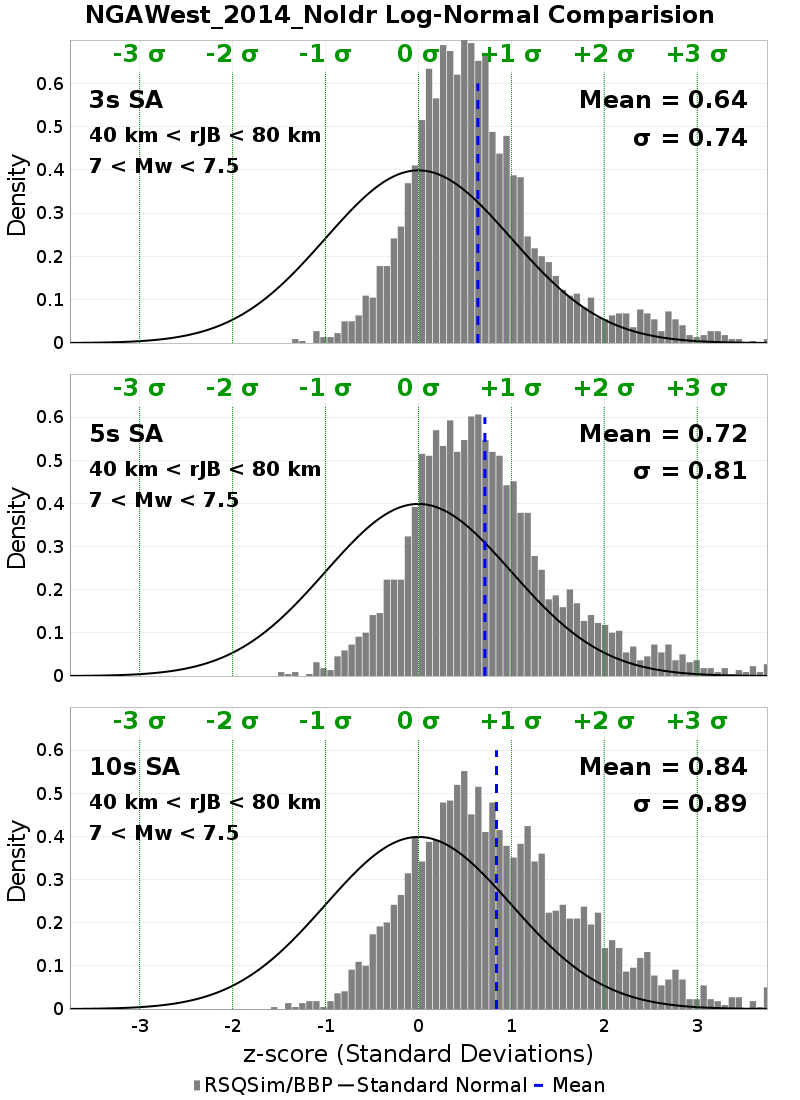 NGAWest_2014_NoIdr Log-Normal Comparision
-3 σ -2 σ -1 σ 0 σ +1 σ +2 σ +3 σ
3s SA Mean = 0.64
40 km < rJB < 80 km σ = 0.74
7 < Mw < 7.5
Density
0.6
0.5
0.4
0.3
0.2
0.1
0
-3 σ -2 σ -1 σ 0 σ +1 σ +2 σ +3 σ
5s SA Mean = 0.72
40 km < rJB < 80 km σ = 0.81
7 < Mw < 7.5
Density
0.6
0.5
0.4
0.3
0.2
0.1
0
-3 σ -2 σ -1 σ 0 σ +1 σ +2 σ +3 σ
10s SA Mean = 0.84
40 km < rJB < 80 km σ = 0.89
7 < Mw < 7.5
Density
0.6
0.5
0.4
0.3
0.2
0.1
0
-3 -2 -1 0 1 2 3
z-score (Standard Deviations)
RSQSim/BBP Standard Normal Mean